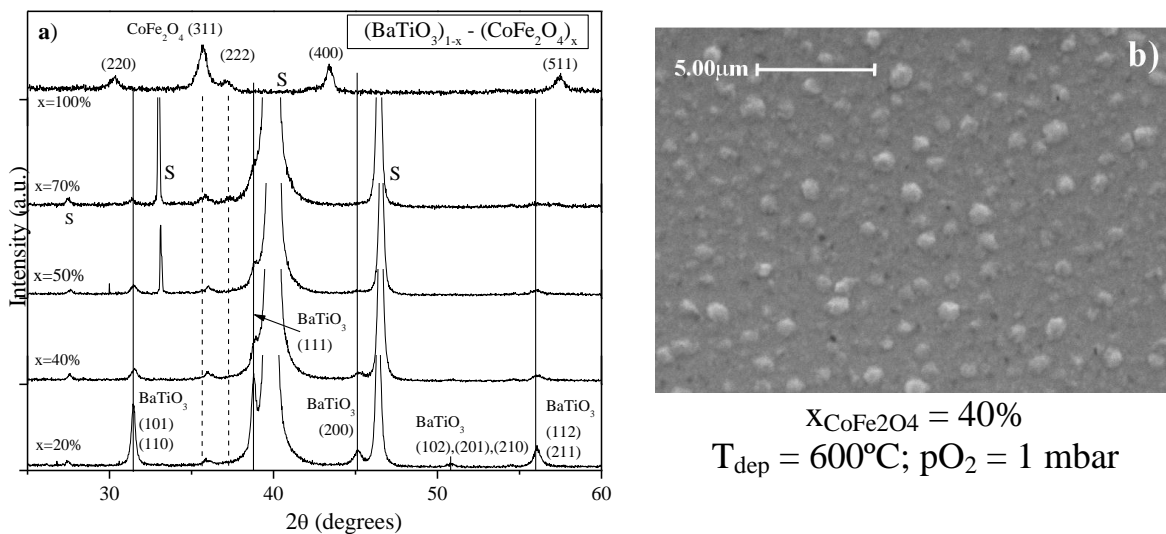 a)
CoFe₂O₄ (311)
(BaTiO₃)₁₋ₓ - (CoFe₂O₄)ₓ
(220)
(222)
(400)
(511)
S
x=100%
S
x=70%
S
S
x=50%
BaTiO₃
(111)
x=40%
BaTiO₃
(101)
(110)
BaTiO₃
(200)
BaTiO₃
(102),(201),(210)
BaTiO₃
(112)
(211)
x=20%
Intensity (a.u.)
30
40
50
60
2θ (degrees)
b)
5.00µm
x_CoFe2O4 = 40%
T_dep = 600ºC; pO₂ = 1 mbar